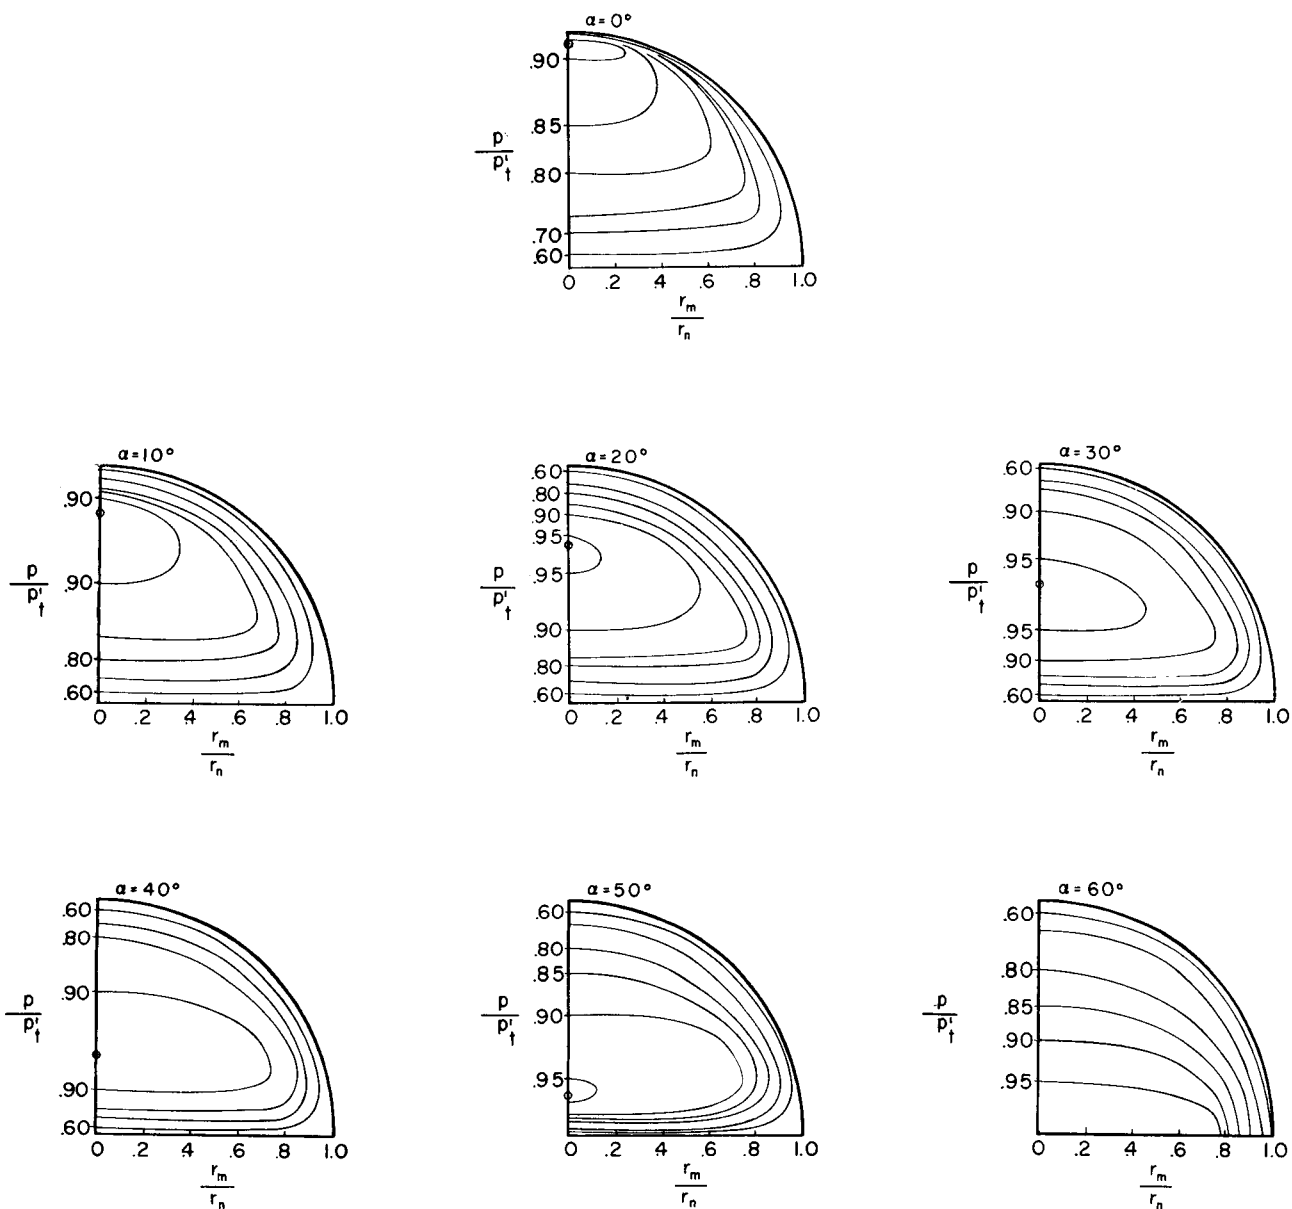 α = 0°
.90
.85
p
p't
.80
.70
.60
0 .2 .4 .6 .8 1.0
rm
rn
α = 10° α = 20° α = 30°
.90
.90
p
p't
.80
.60
0 .2 .4 .6 .8 1.0
rm
rn
.60
.80
.90
.95
.95
p
p't
.90
.80
.60
0 .2 .4 .6 .8 1.0
rm
rn
.60
.90
.95
p
p't
.95
.90
.60
0 .2 .4 .6 .8 1.0
rm
rn
α = 40° α = 50° α = 60°
.60
.80
.90
p
p't
.90
.60
0 .2 .4 .6 .8 1.0
rm
rn
.60
.80
.85
p
p't
.90
.95
0 .2 .4 .6 .8 1.0
rm
rn
.60
.80
.85
p
p't
.90
.95
0 .2 .4 .6 .8 1.0
rm
rn